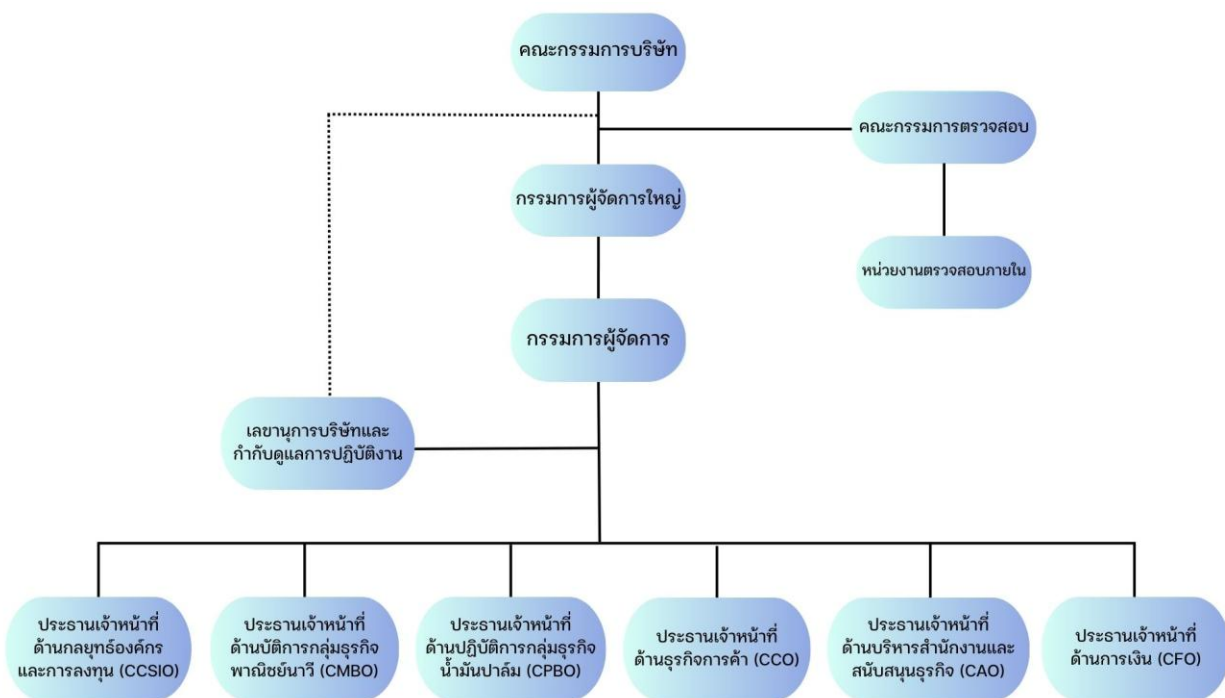 คณะกรรมการบริษัท
คณะกรรมการตรวจสอบ
กรรมการผู้จัดการใหญ่
หน่วยงานตรวจสอบภายใน
กรรมการผู้จัดการ
เลขานุการบริษัทและ
กำกับดูแลการปฏิบัติงาน
ประธานเจ้าหน้าที่
ด้านกลยุทธ์องค์กร
และการลงทุน (CCSIO)
ประธานเจ้าหน้าที่
ด้านบัติการกลุ่มธุรกิจ
พาณิชย์นาวี (CMBO)
ประธานเจ้าหน้าที่
ด้านปฏิบัติการกลุ่มธุรกิจ
น้ำมันปาล์ม (CPBO)
ประธานเจ้าหน้าที่
ด้านธุรกิจการค้า (CCO)
ประธานเจ้าหน้าที่
ด้านบริหารสำนักงานและ
สนับสนุนธุรกิจ (CAO)
ประธานเจ้าหน้าที่
ด้านการเงิน (CFO)